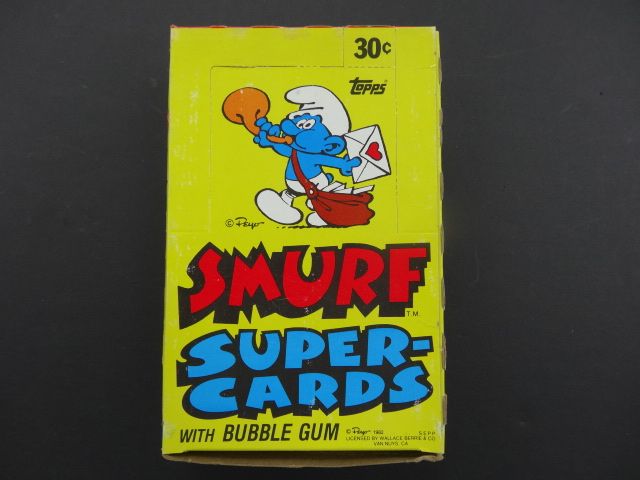 30¢
topps
© Peyo
SMURF
T.M.
SUPER-
CARDS
WITH BUBBLE GUM
© Peyo 1982 S.E.P.P.
LICENSED BY WALLACE BERRIE & CO
VAN NUYS, CA